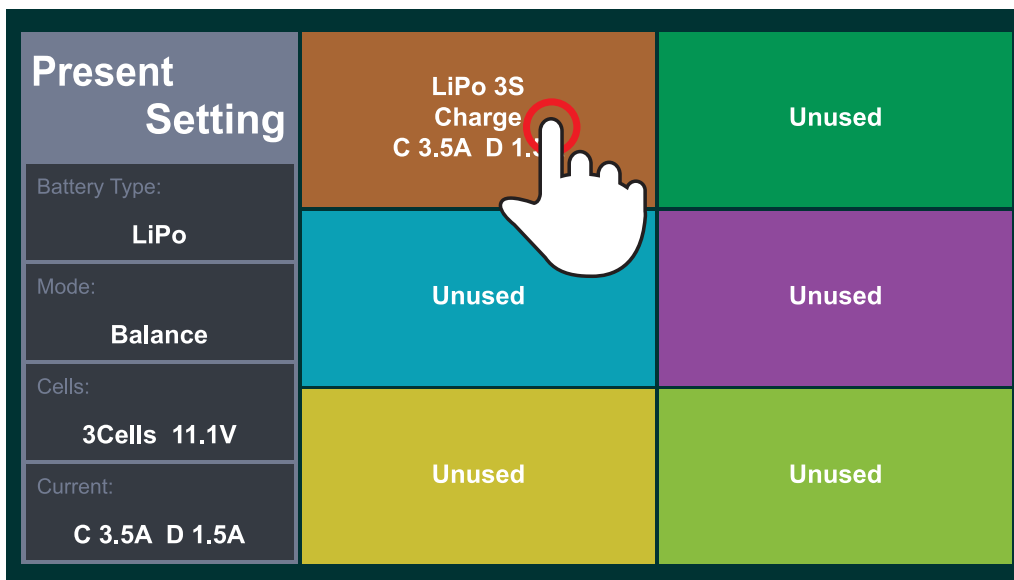 Present
Setting
Battery Type:
LiPo
Mode:
Balance
Cells:
3Cells 11.1V
Current:
C 3.5A D 1.5A
LiPo 3S
Charge
C 3.5A D
Unused
Unused
Unused
Unused
Unused